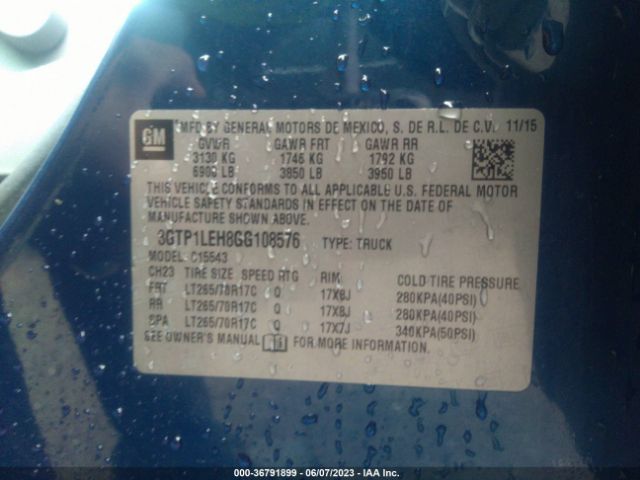 GM MFD BY GENERAL MOTORS DE MEXICO, S. DE R.L. DE C.V. 11/15
GVWR GAWR FRT GAWR RR
3130 KG 1746 KG 1792 KG
6900 LB 3850 LB 3950 LB
THIS VEHICLE CONFORMS TO ALL APPLICABLE U.S. FEDERAL MOTOR
VEHICLE SAFETY STANDARDS IN EFFECT ON THE DATE OF
MANUFACTURE SHOWN ABOVE.
3GTP1LEH8GG108576 TYPE: TRUCK
MODEL: C15543
CH23 TIRE SIZE SPEED RTG RIM COLD TIRE PRESSURE
FRT LT265/70R17C Q 17X8J 280KPA(40PSI)
RR LT265/70R17C Q 17X8J 280KPA(40PSI)
SPA LT265/70R17C Q 17X7J 340KPA(50PSI)
SEE OWNER'S MANUAL FOR MORE INFORMATION.
000-36791899 - 06/07/2023 - IAA Inc.